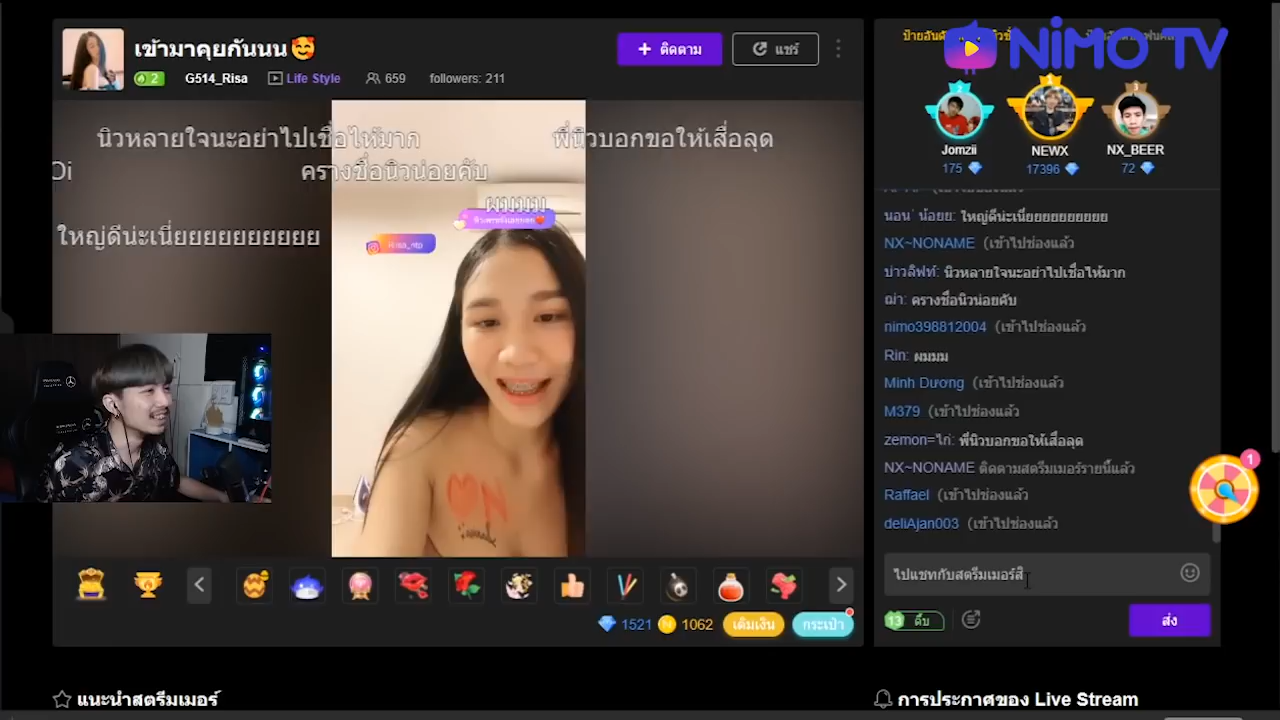 เข้ามาคุยกันนน🥰
2 G514_Risa Life Style 659 followers: 211
+ ติดตาม
แชร์
NiMO TV
Jomzii
175
NEWX
17396
NX_BEER
72
นิวหลายใจนะอย่าไปเชื่อไห้มาก
พี่นิวบอกขอให้เสื่อลุด
Oi
ครางชื่อนิวน่อยคับ
ผมมม
ใหญ่ดีน่ะเนี่ยยยยยยยยยยย
นอน น้อย: ใหญ่ดีน่ะเนี่ยยยยยยยยยยย
NX~NONAME (เข้าไปช่องแล้ว
บ่าวลิฟท์: นิวหลายใจนะอย่าไปเชื่อไห้มาก
ฌ่า: ครางชื่อนิวน่อยคับ
nimo398812004 (เข้าไปช่องแล้ว
Rin: ผมมม
Minh Dương (เข้าไปช่องแล้ว
M379 (เข้าไปช่องแล้ว
zemon=ไก่: พี่นิวบอกขอให้เสื่อลุด
NX~NONAME ติดตามสตรีมเมอร์รายนี้แล้ว
Raffael (เข้าไปช่องแล้ว
deliAjan003 (เข้าไปช่องแล้ว
ไปแชทกับสตรีมเมอร์สิ
13 ดิ๊บ
ส่ง
1
1521 1062 เติมเงิน กระเป๋า
N
แนะนำสตรีมเมอร์
การประกาศของ Live Stream